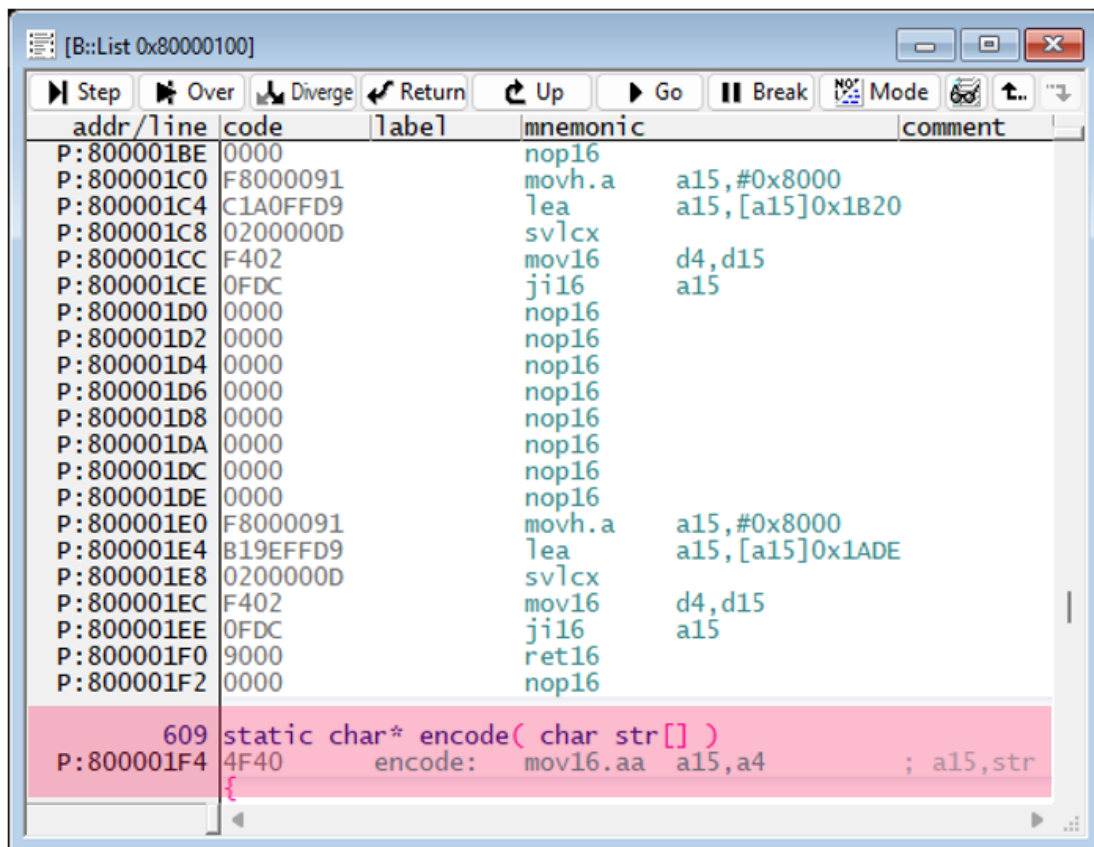 [B::List 0x80000100]
Step Over Diverge Return Up Go Break Mode
addr/line code label mnemonic comment
P:800001BE 0000 nop16
P:800001C0 F8000091 movh.a a15,#0x8000
P:800001C4 C1A0FFD9 lea a15,[a15]0x1B20
P:800001C8 0200000D svlcx
P:800001CC F402 mov16 d4,d15
P:800001CE 0FDC ji16 a15
P:800001D0 0000 nop16
P:800001D2 0000 nop16
P:800001D4 0000 nop16
P:800001D6 0000 nop16
P:800001D8 0000 nop16
P:800001DA 0000 nop16
P:800001DC 0000 nop16
P:800001DE 0000 nop16
P:800001E0 F8000091 movh.a a15,#0x8000
P:800001E4 B19EFFD9 lea a15,[a15]0x1ADE
P:800001E8 0200000D svlcx
P:800001EC F402 mov16 d4,d15
P:800001EE 0FDC ji16 a15
P:800001F0 9000 ret16
P:800001F2 0000 nop16
609 static char* encode( char str[] )
P:800001F4 4F40 encode: mov16.aa a15,a4 ; a15,str
{